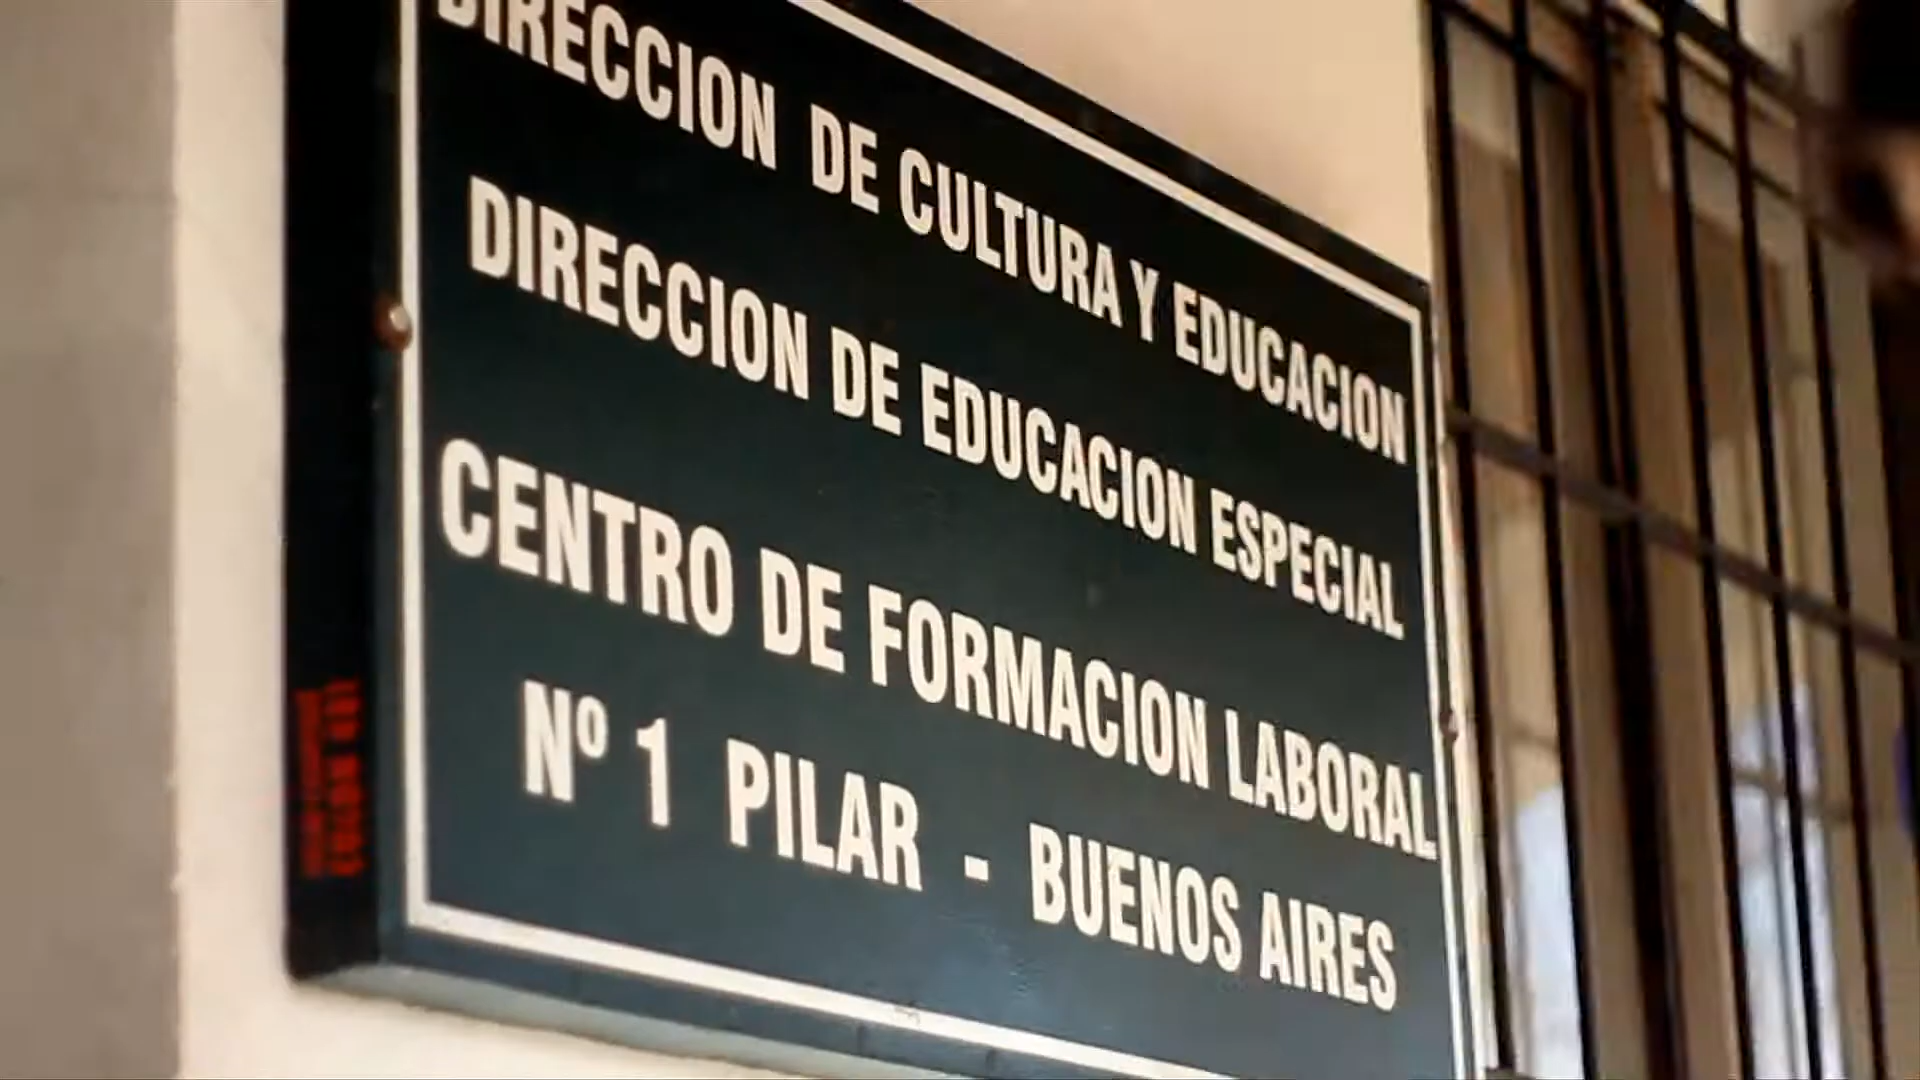 DIRECCION DE CULTURA Y EDUCACION
DIRECCION DE EDUCACION ESPECIAL
CENTRO DE FORMACION LABORAL
Nº 1 PILAR - BUENOS AIRES